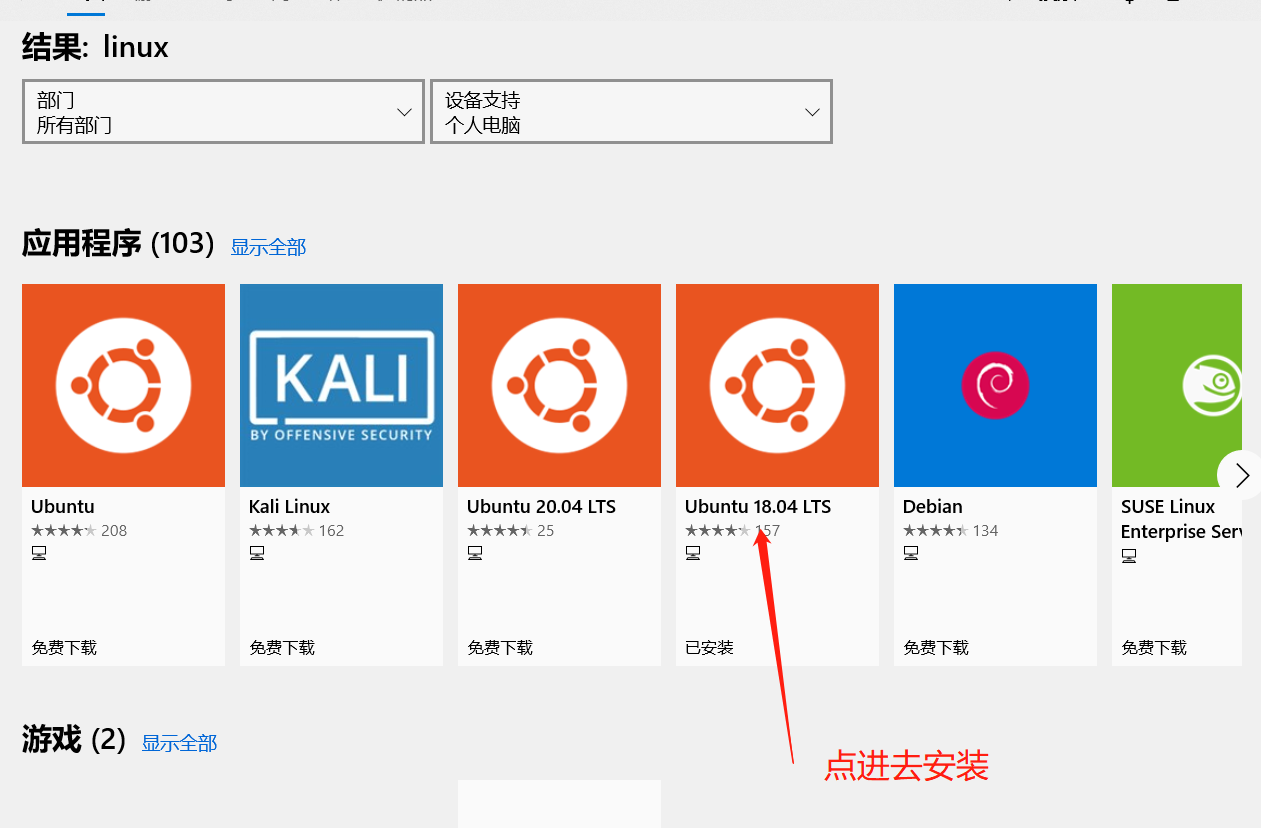 结果: linux
部门
所有部门
设备支持
个人电脑
应用程序 (103) 显示全部
KALI
BY OFFENSIVE SECURITY
Ubuntu
208
免费下载
Kali Linux
162
免费下载
Ubuntu 20.04 LTS
25
免费下载
Ubuntu 18.04 LTS
157
已安装
Debian
134
免费下载
SUSE Linux
Enterprise Serv
免费下载
游戏 (2) 显示全部
点进去安装